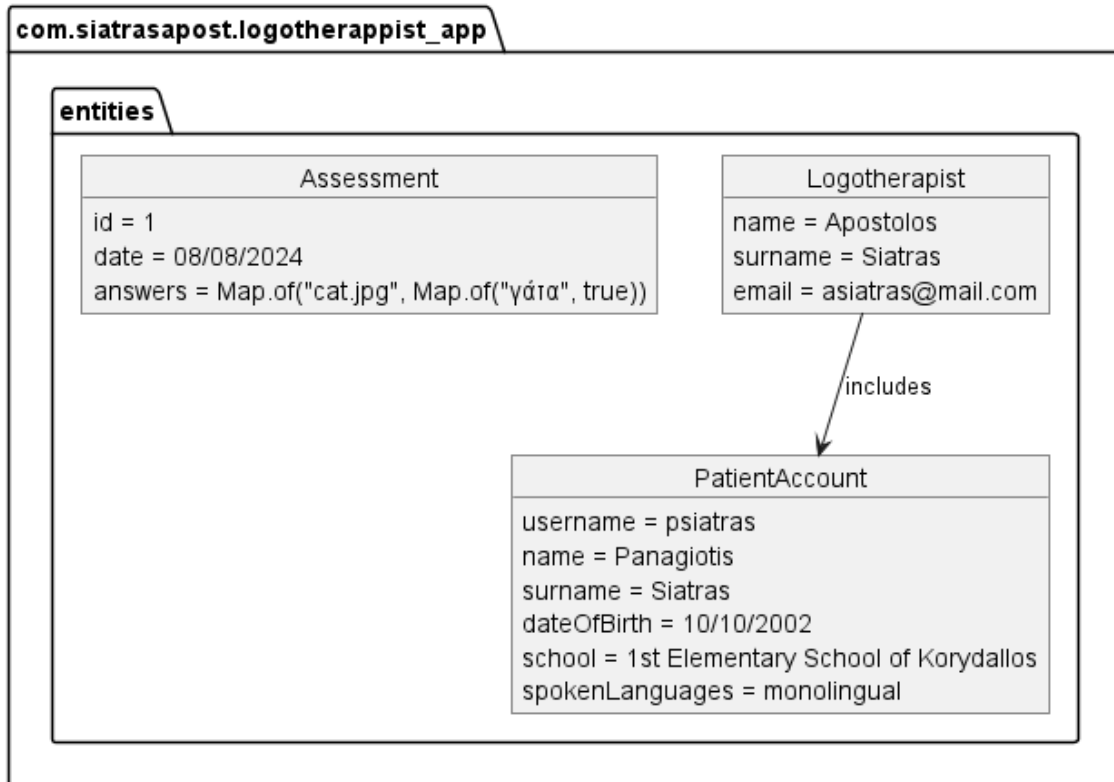 com.siatrasapost.logotherappist_app
entities
Assessment
id = 1
date = 08/08/2024
answers = Map.of("cat.jpg", Map.of("γάτα", true))
Logotherapist
name = Apostolos
surname = Siatras
email = asiatras@mail.com
includes
PatientAccount
username = psiatras
name = Panagiotis
surname = Siatras
dateOfBirth = 10/10/2002
school = 1st Elementary School of Korydallos
spokenLanguages = monolingual